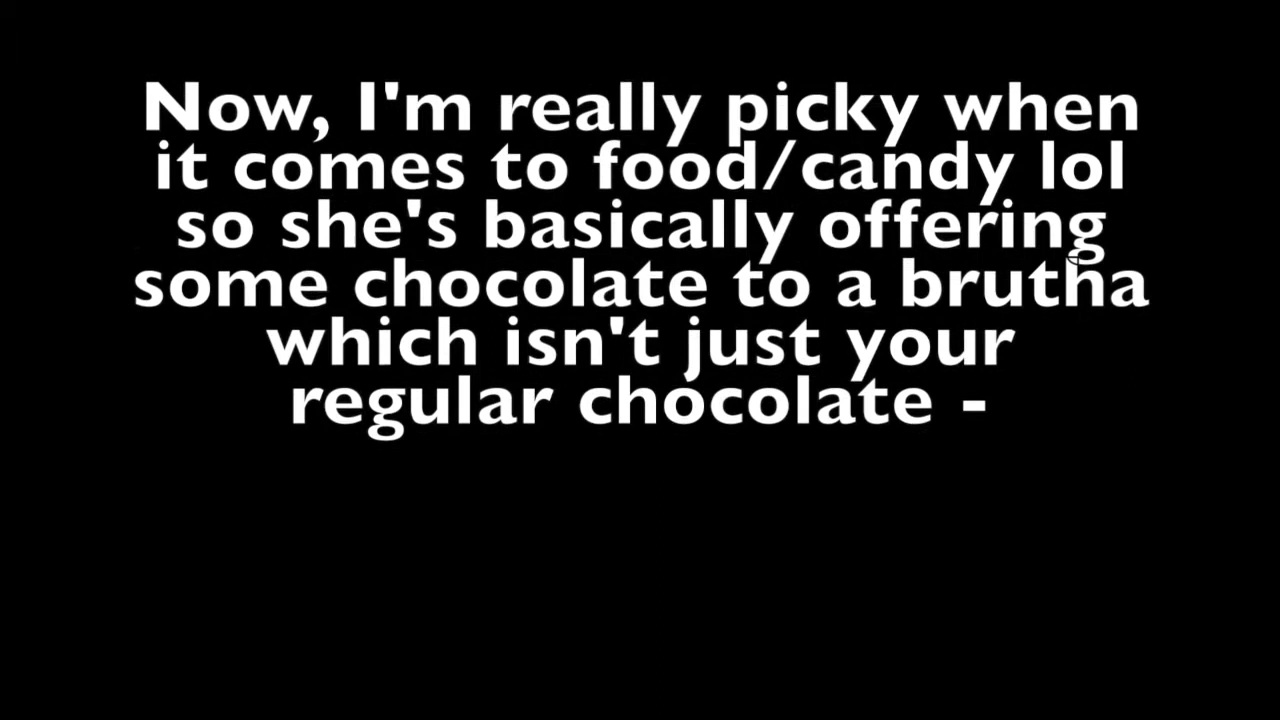 Now, I'm really picky when
it comes to food/candy lol
so she's basically offering
some chocolate to a brutha
which isn't just your
regular chocolate -